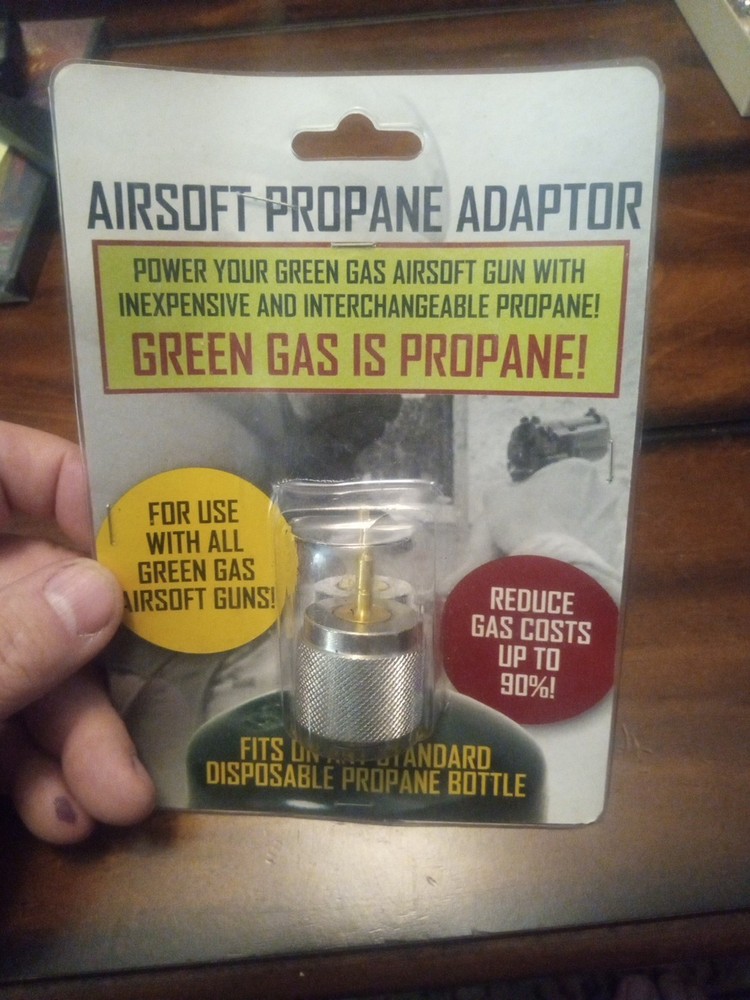 AIRSOFT PROPANE ADAPTOR
POWER YOUR GREEN GAS AIRSOFT GUN WITH
INEXPENSIVE AND INTERCHANGEABLE PROPANE!
GREEN GAS IS PROPANE!
FOR USE
WITH ALL
GREEN GAS
AIRSOFT GUNS!
REDUCE
GAS COSTS
UP TO
90%!
FITS ON ANY STANDARD
DISPOSABLE PROPANE BOTTLE